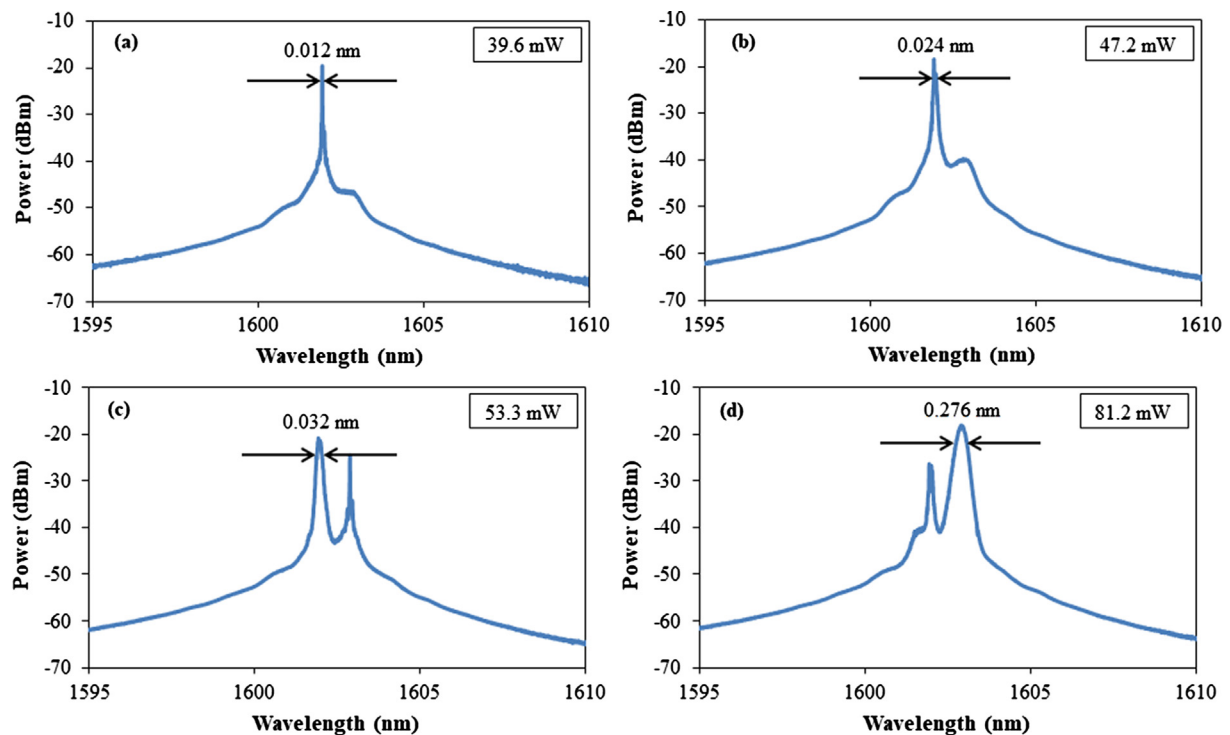 (a)
39.6 mW
0.012 nm
-10
-20
-30
-40
-50
-60
-70
Power (dBm)
1595
1600
1605
1610
Wavelength (nm)
(b)
47.2 mW
0.024 nm
-10
-20
-30
-40
-50
-60
-70
Power (dBm)
1595
1600
1605
1610
Wavelength (nm)
(c)
53.3 mW
0.032 nm
-10
-20
-30
-40
-50
-60
-70
Power (dBm)
1595
1600
1605
1610
Wavelength (nm)
(d)
81.2 mW
0.276 nm
-10
-20
-30
-40
-50
-60
-70
Power (dBm)
1595
1600
1605
1610
Wavelength (nm)